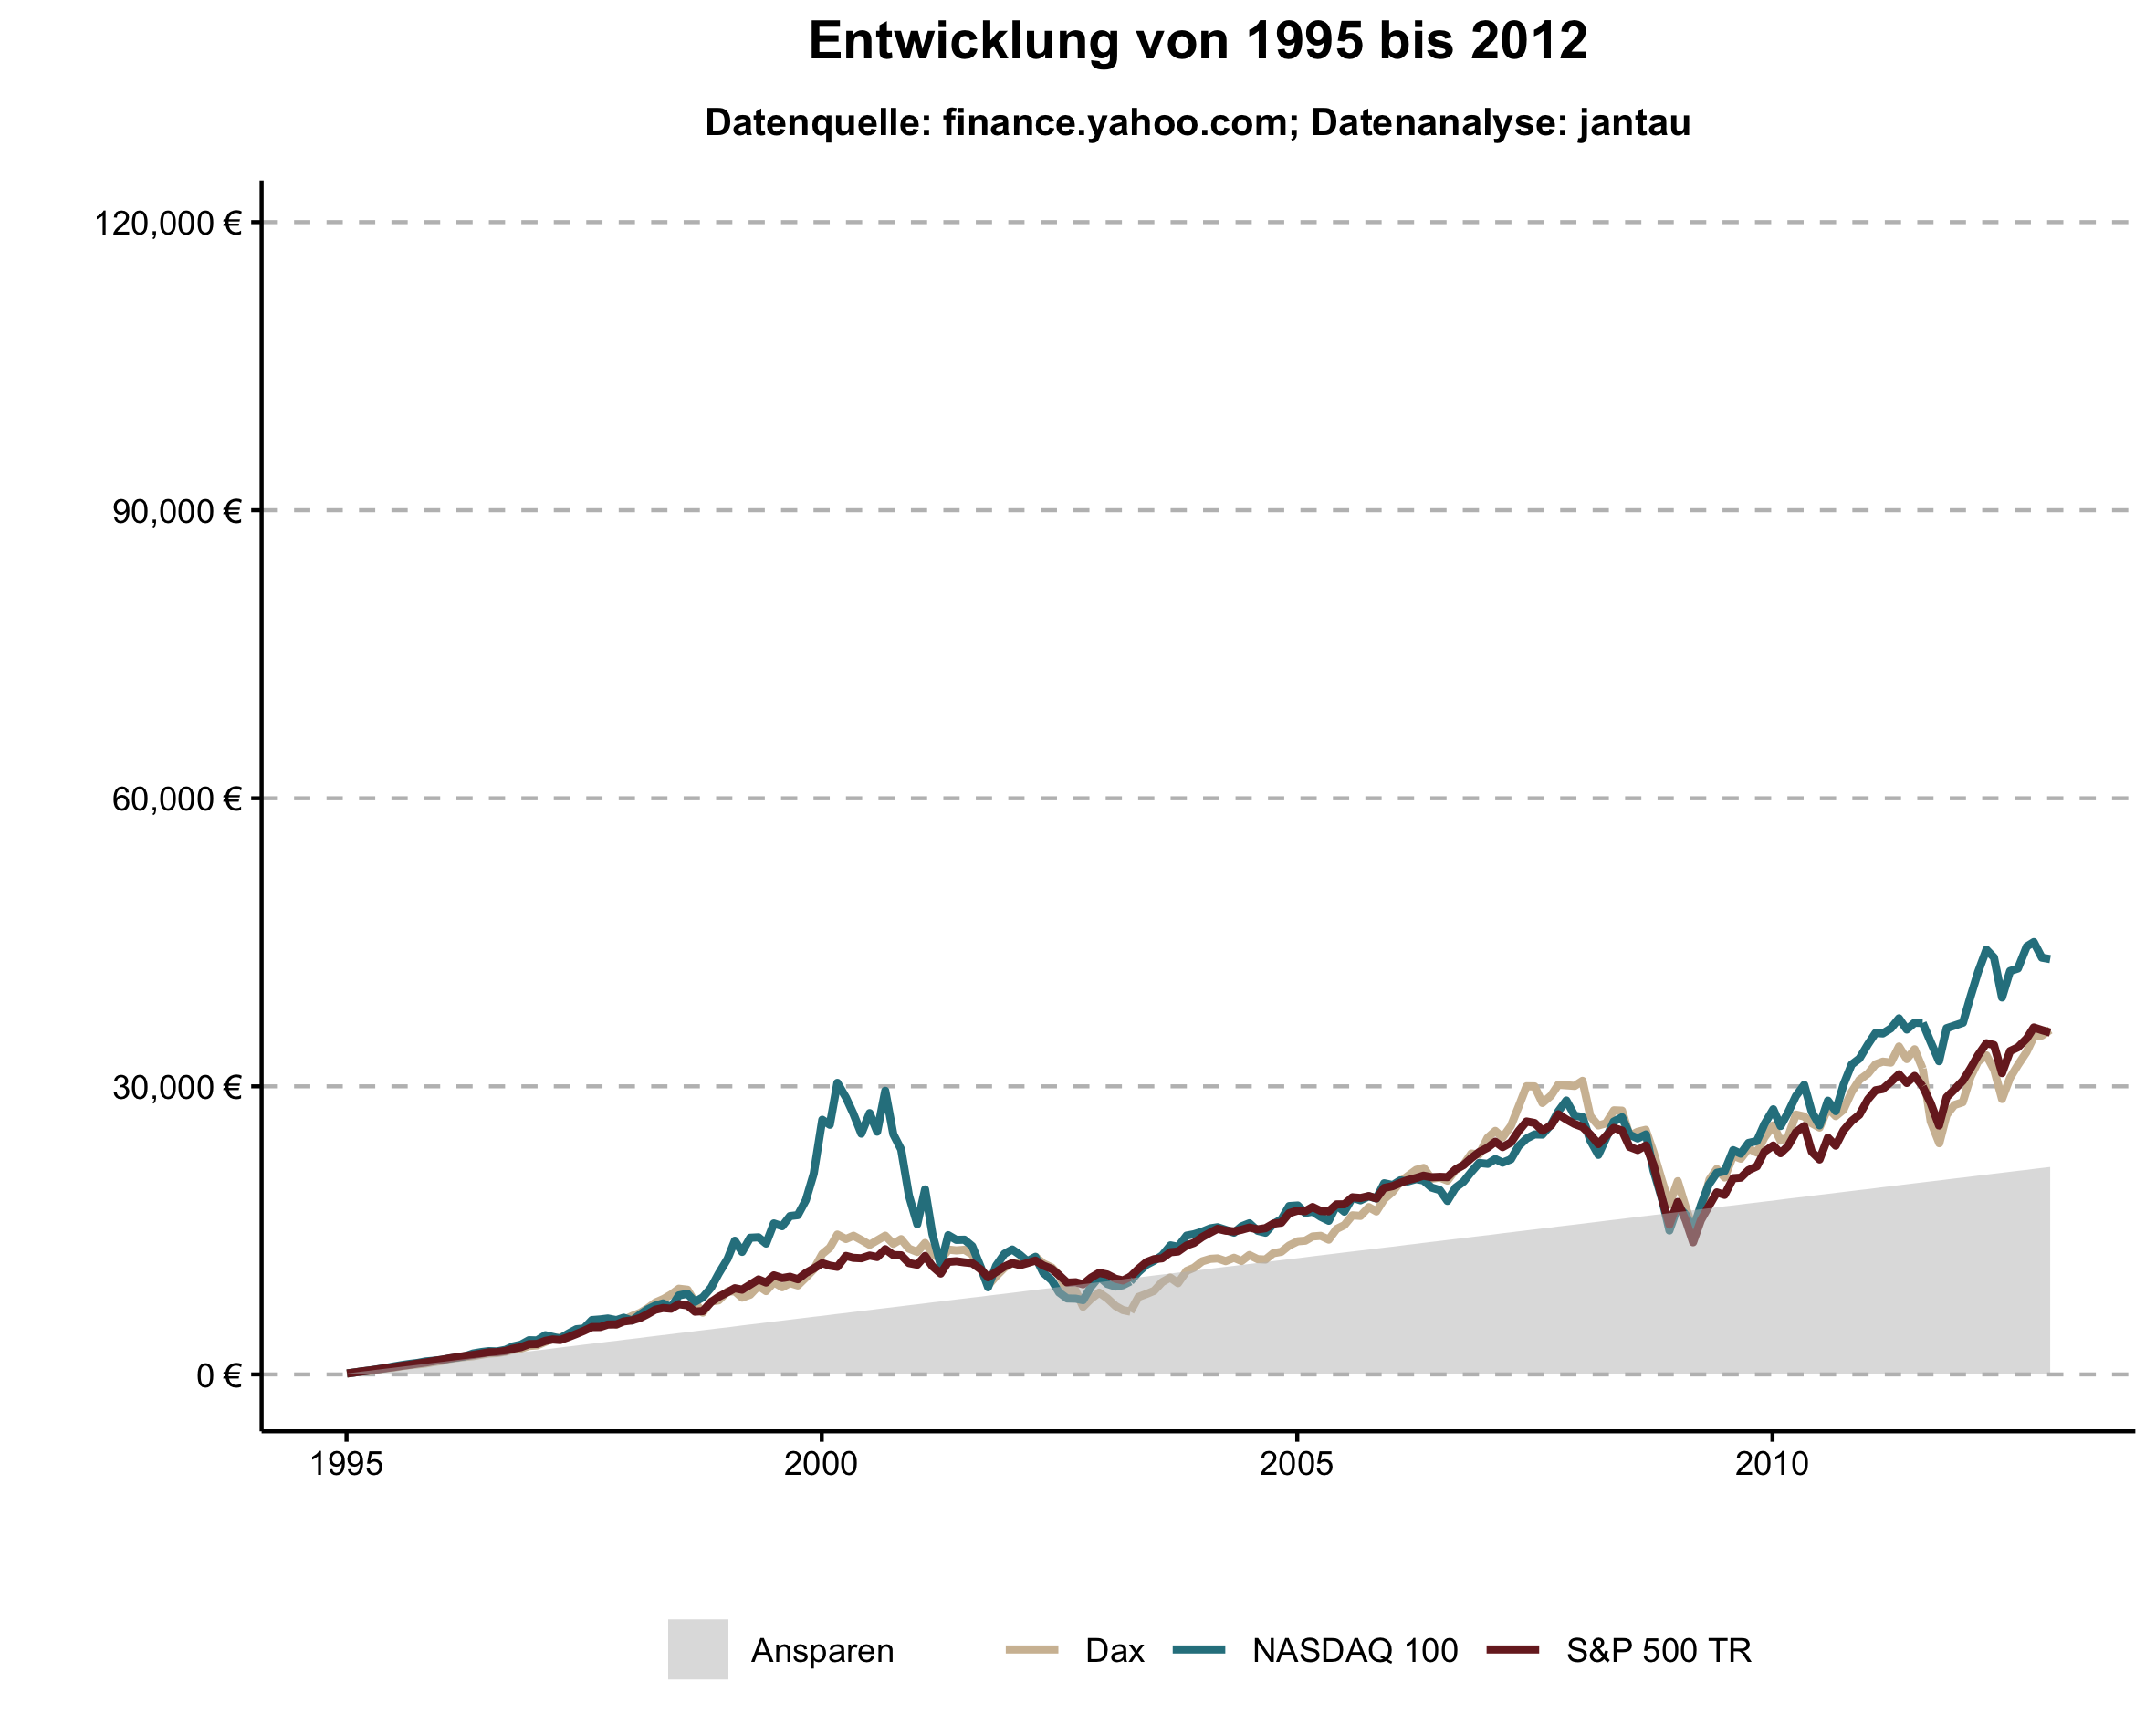 Entwicklung von 1995 bis 2012
Datenquelle: finance.yahoo.com; Datenanalyse: jantau
120,000 €
90,000 €
60,000 €
30,000 €
0 €
1995 2000 2005 2010
Ansparen Dax NASDAQ 100 S&P 500 TR